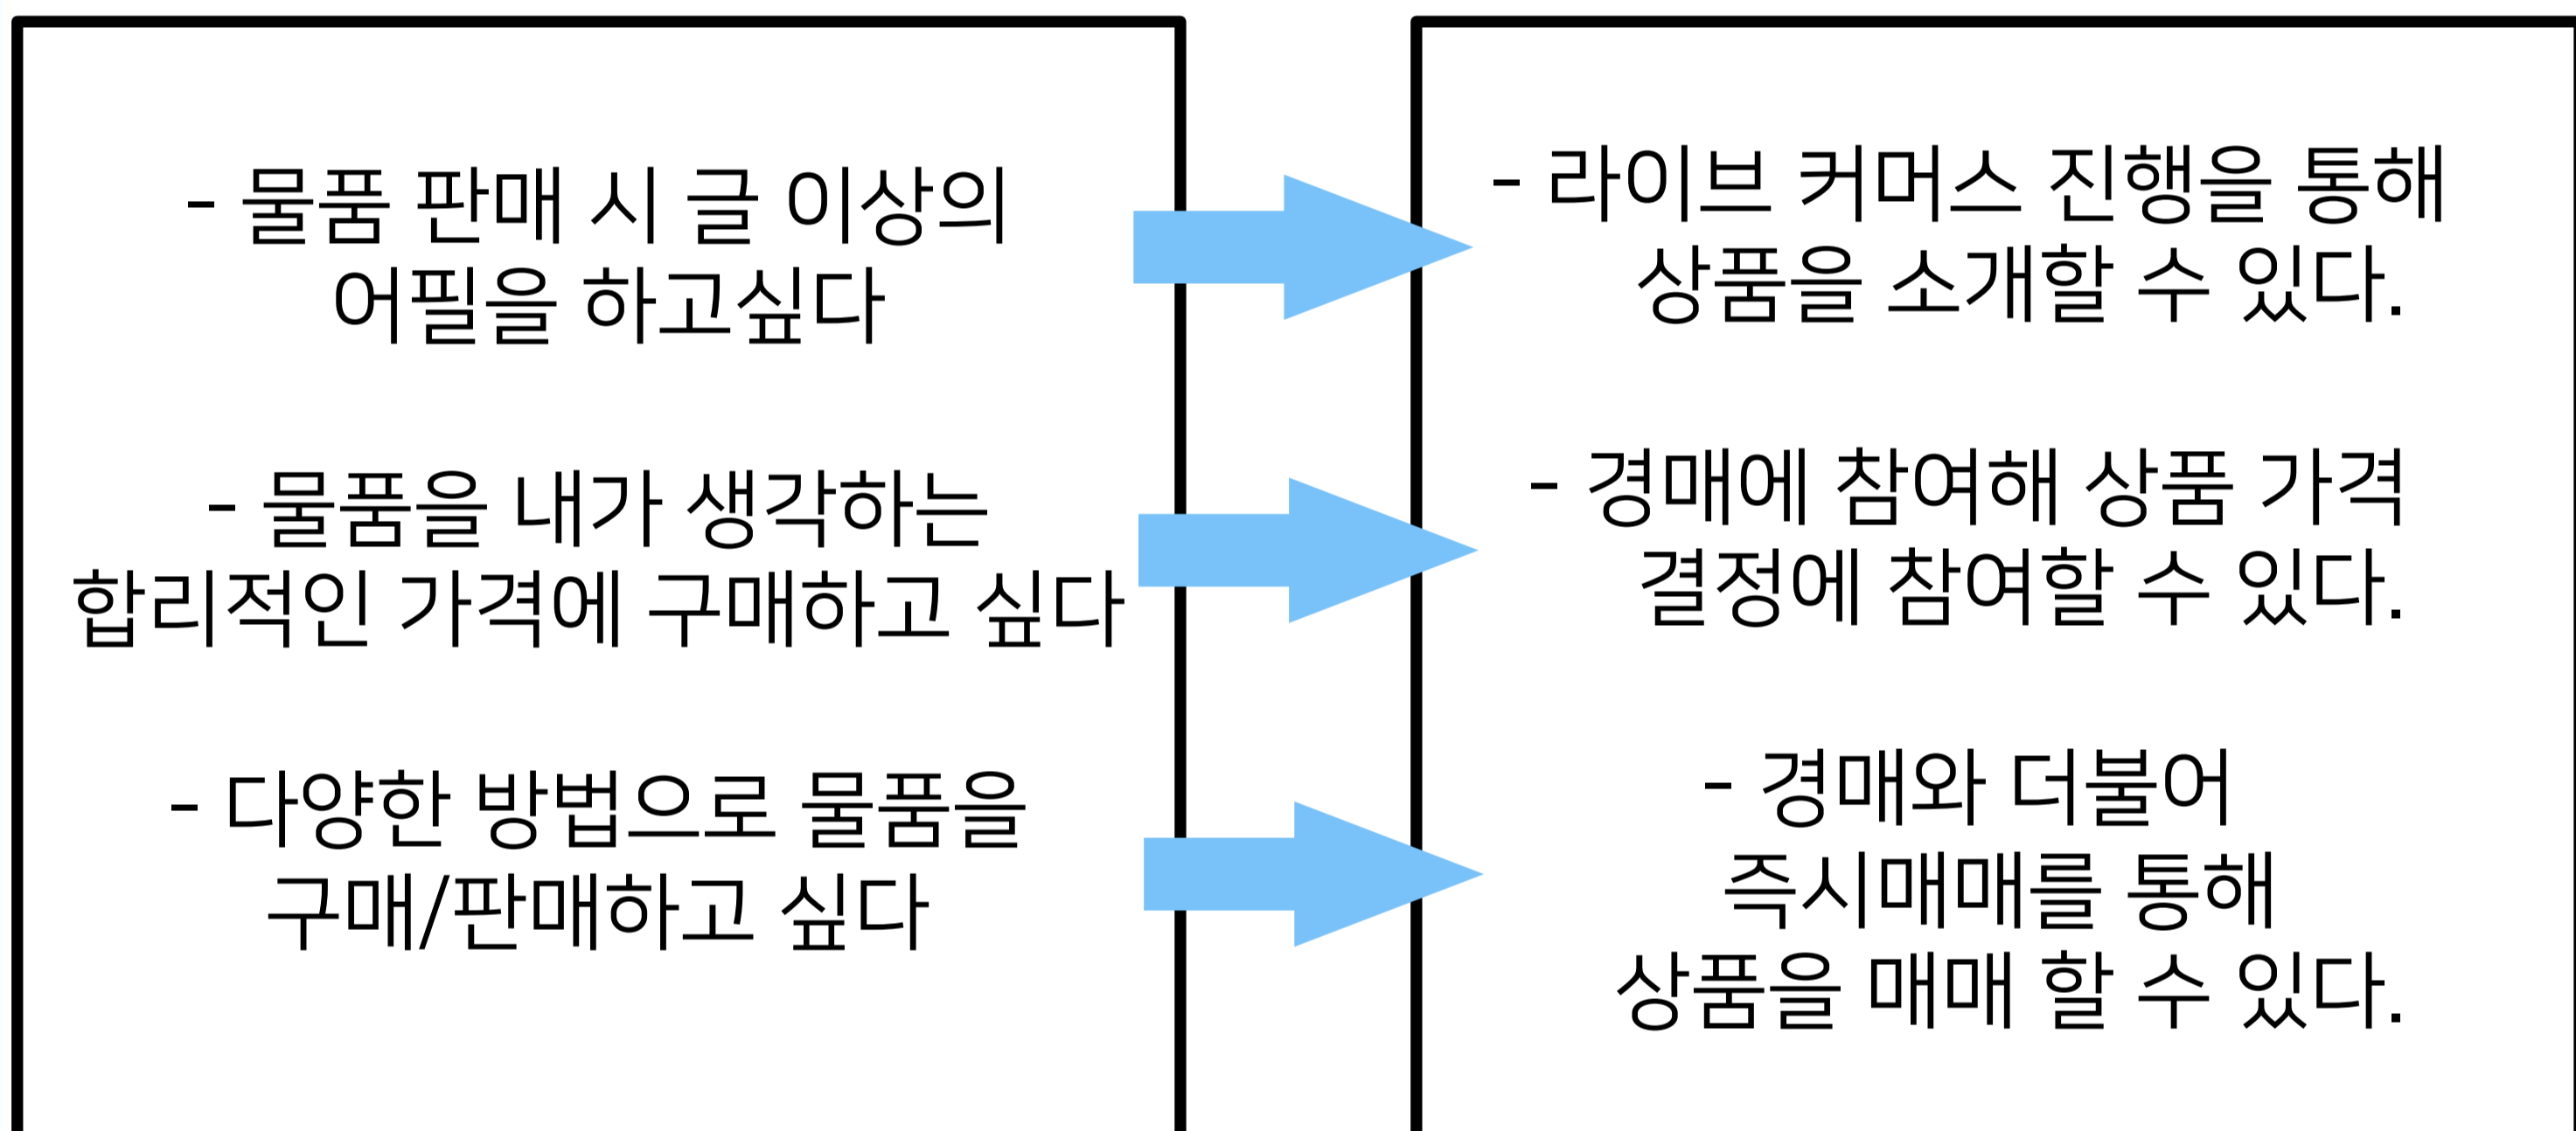 - 물품 판매 시 글 이상의
어필을 하고싶다
- 물품을 내가 생각하는
합리적인 가격에 구매하고 싶다
- 다양한 방법으로 물품을
구매/판매하고 싶다
- 라이브 커머스 진행을 통해
상품을 소개할 수 있다.
- 경매에 참여해 상품 가격
결정에 참여할 수 있다.
- 경매와 더불어
즉시매매를 통해
상품을 매매 할 수 있다.